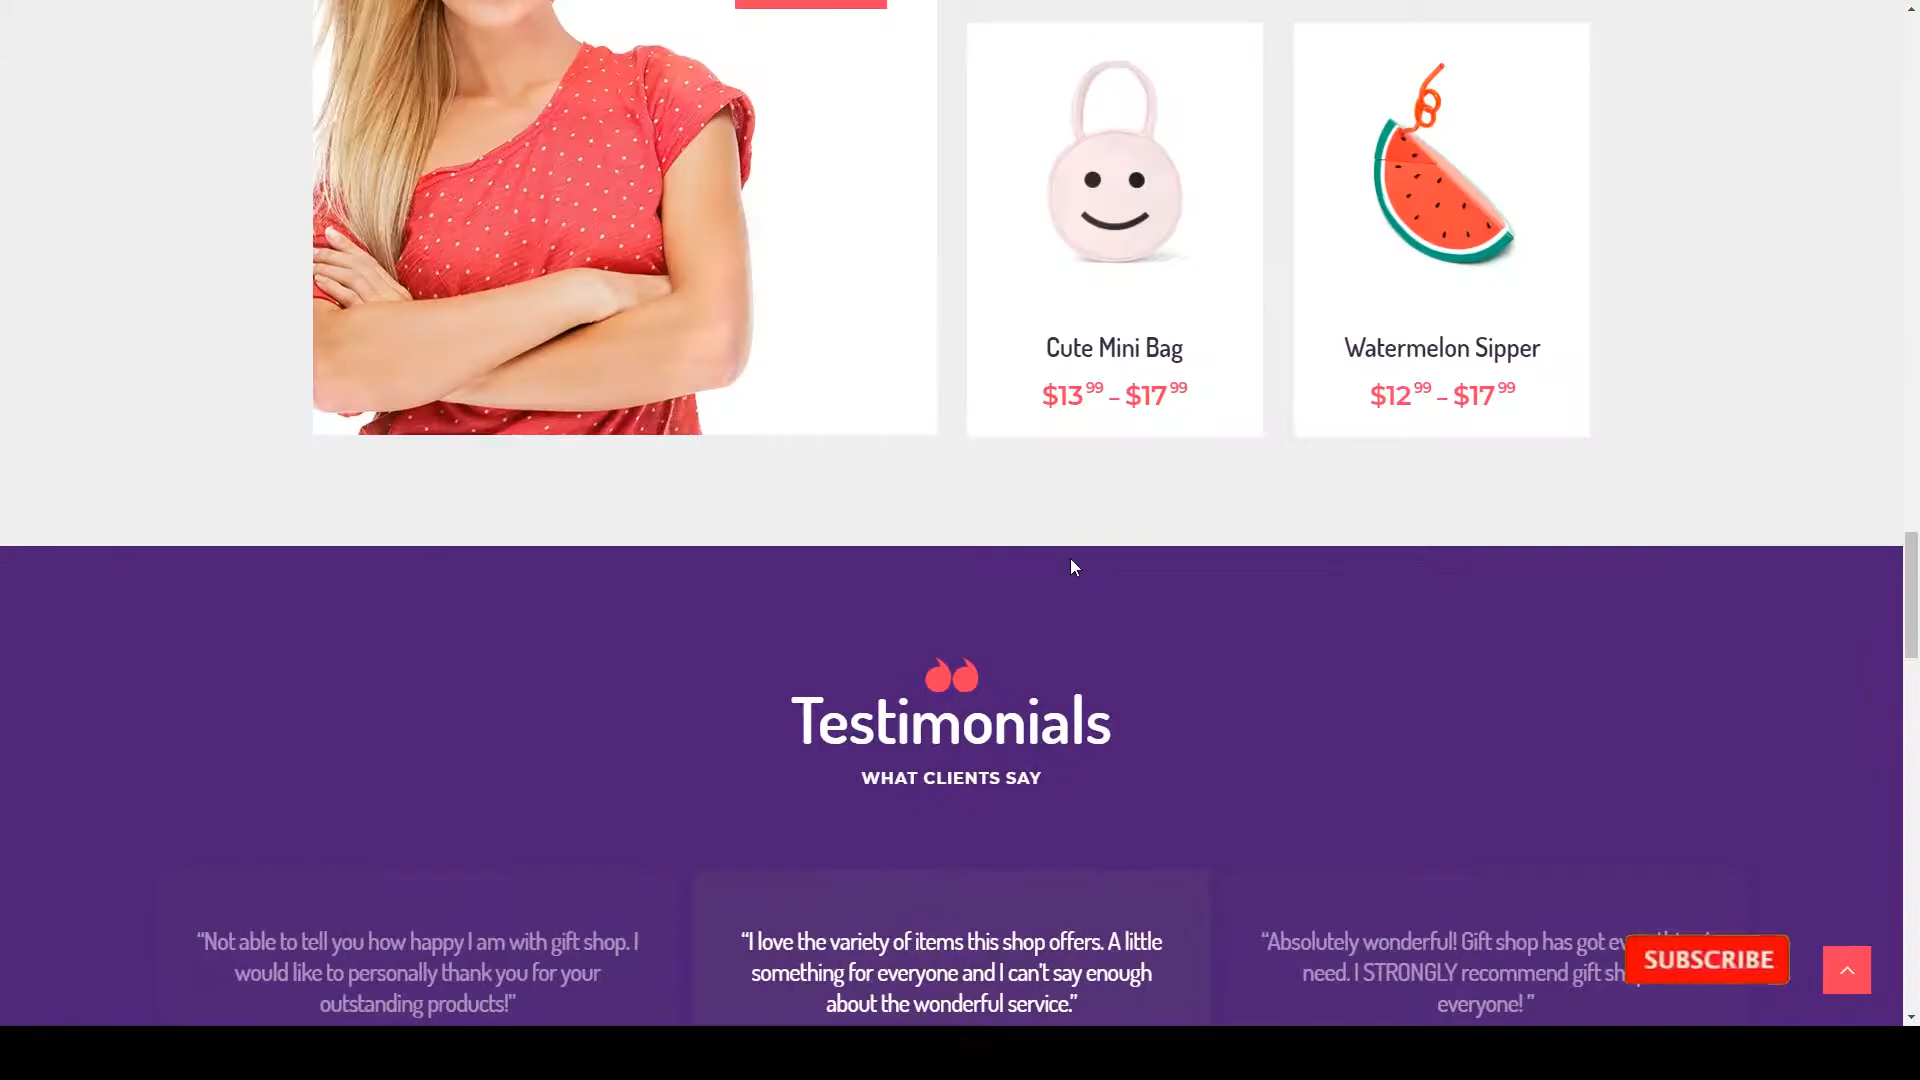 Cute Mini Bag
$13 99 – $17 99
Watermelon Sipper
$12 99 – $17 99
Testimonials
WHAT CLIENTS SAY
“Not able to tell you how happy I am with gift shop. I
would like to personally thank you for your
outstanding products!”
“I love the variety of items this shop offers. A little
something for everyone and I can't say enough
about the wonderful service.”
“Absolutely wonderful! Gift shop has got
need. I STRONGLY recommend gift
everyone! ”
SUBSCRIBE